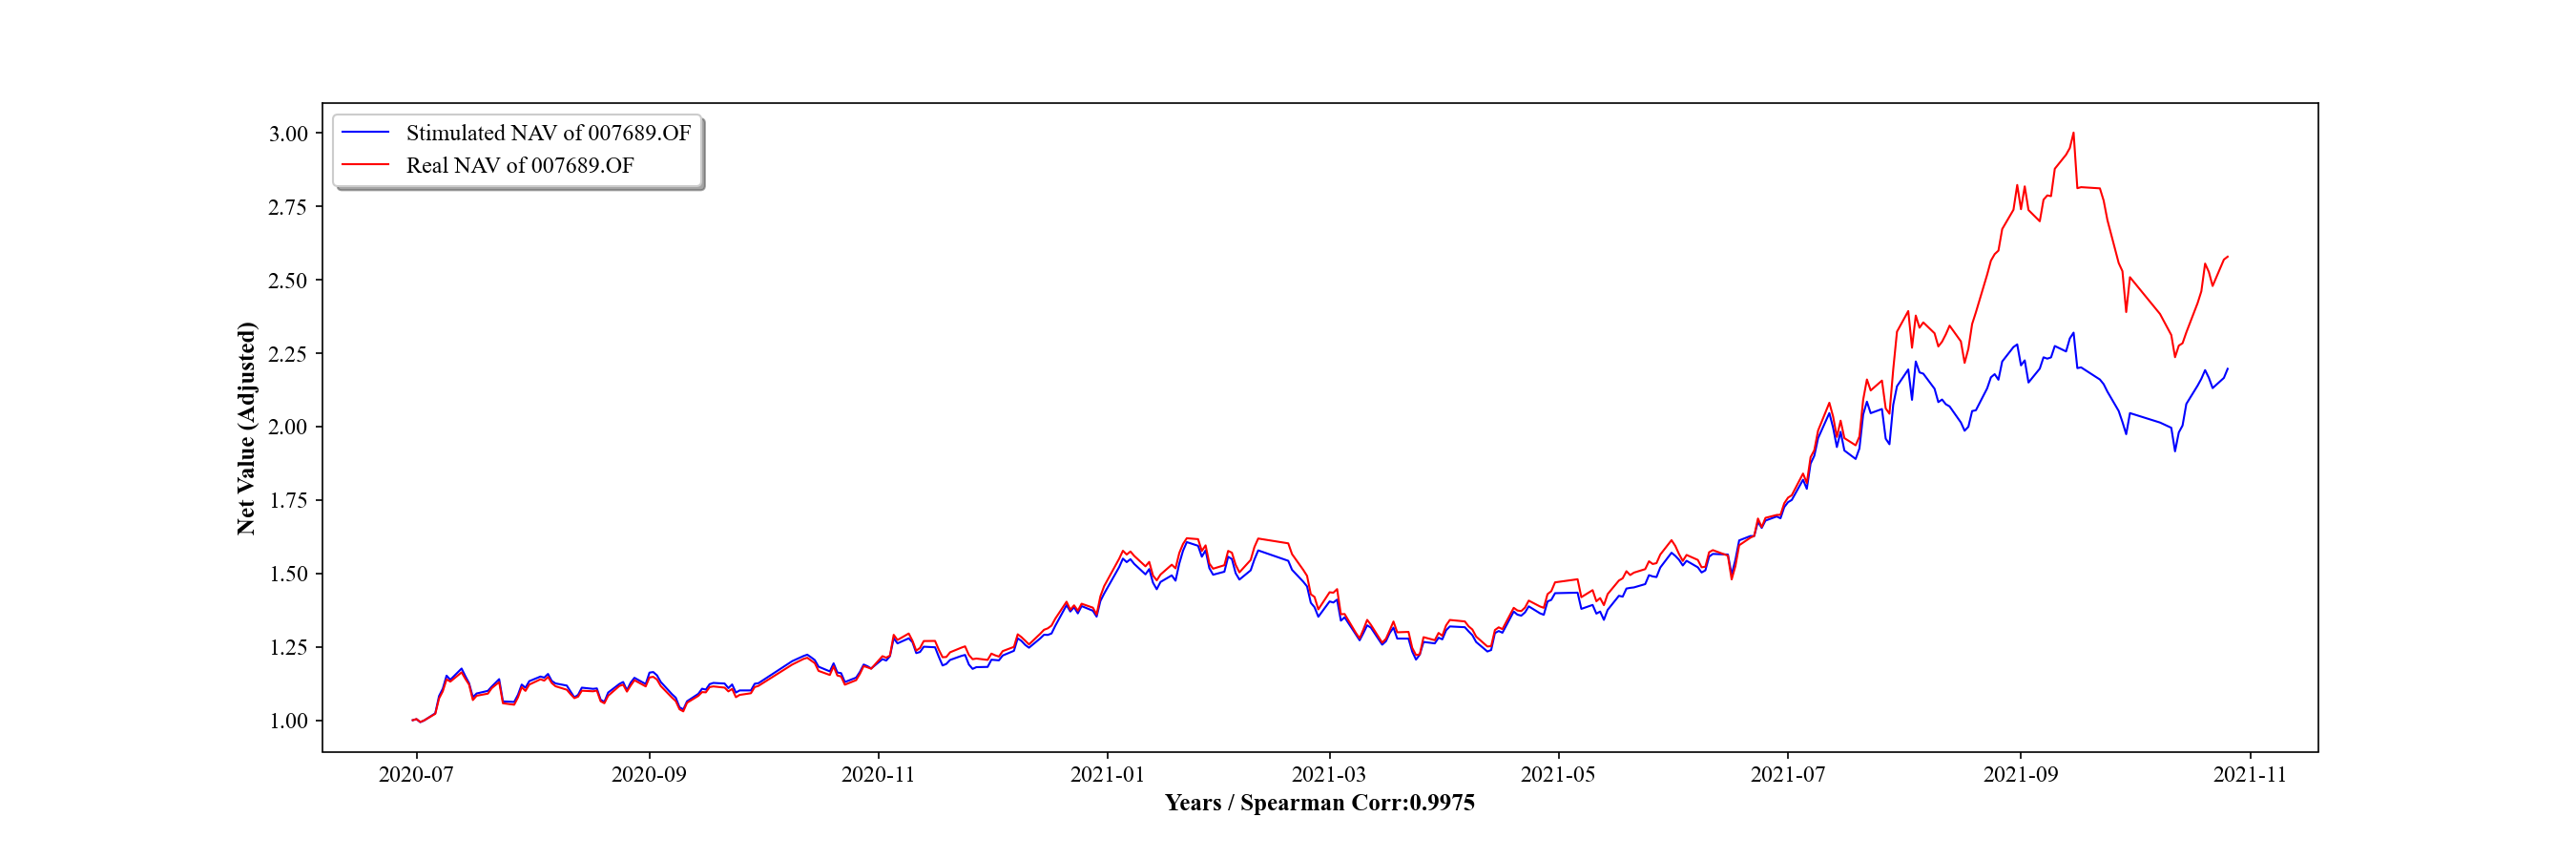 Stimulated NAV of 007689.OF
Real NAV of 007689.OF
3.00
2.75
2.50
2.25
2.00
1.75
1.50
1.25
1.00
Net Value (Adjusted)
2020-07 2020-09 2020-11 2021-01 2021-03 2021-05 2021-07 2021-09 2021-11
Years / Spearman Corr:0.9975